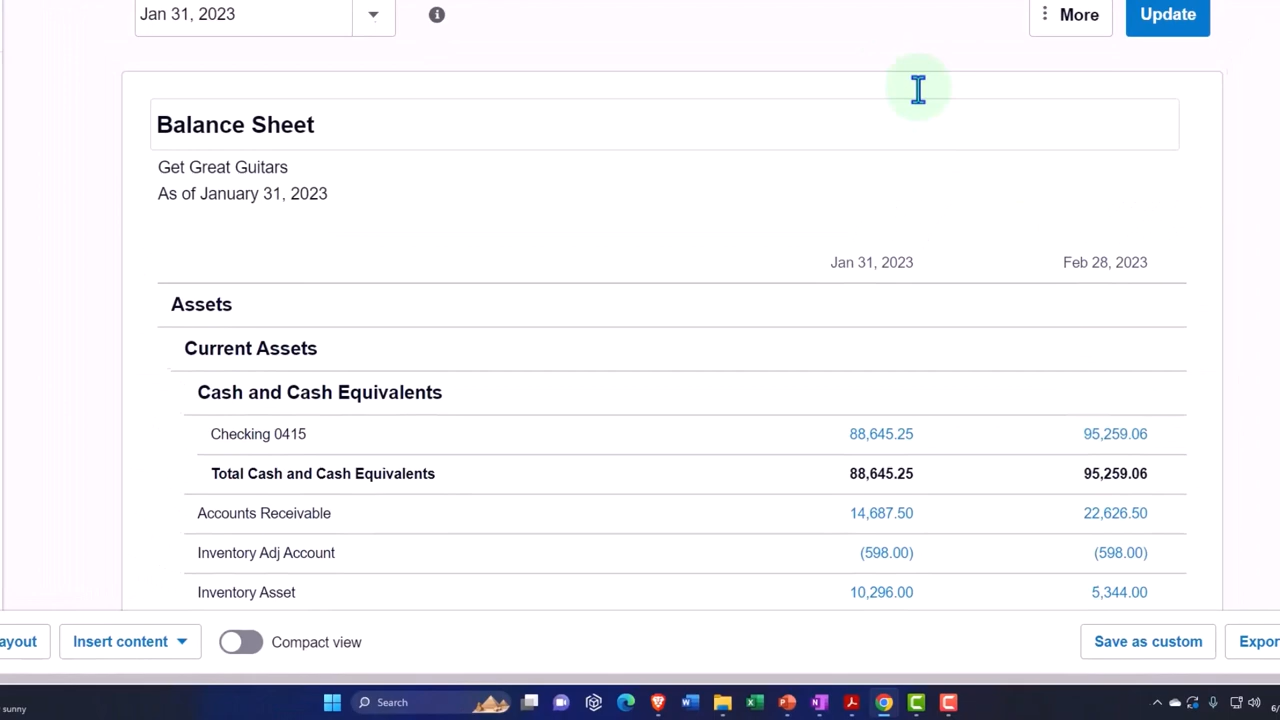 Jan 31, 2023
More
Update
Balance Sheet
Get Great Guitars
As of January 31, 2023
Jan 31, 2023 Feb 28, 2023
Assets
Current Assets
Cash and Cash Equivalents
Checking 0415 88,645.25 95,259.06
Total Cash and Cash Equivalents 88,645.25 95,259.06
Accounts Receivable 14,687.50 22,626.50
Inventory Adj Account (598.00) (598.00)
Inventory Asset 10,296.00 5,344.00
ayout Insert content Compact view Save as custom Expor
Search
sunny 6/